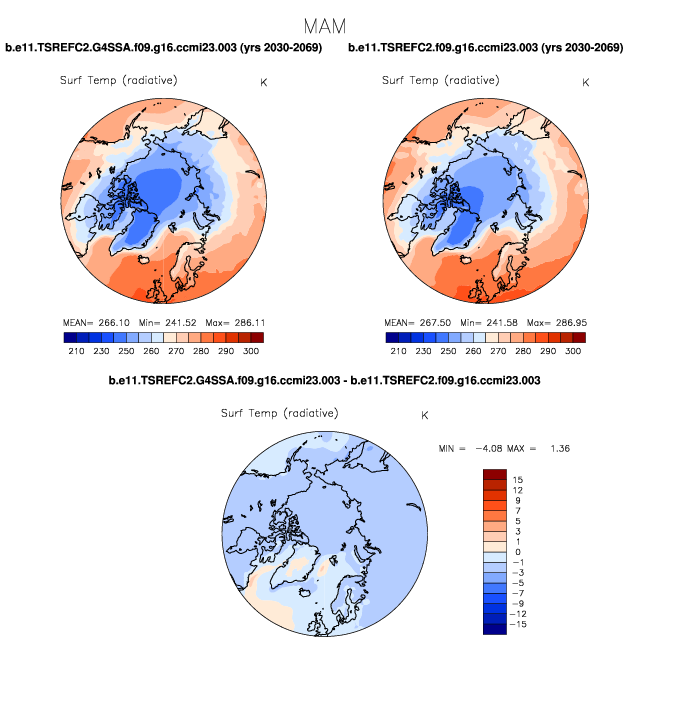 MAM
b.e11.TSREFC2.G4SSA.f09.g16.ccmi23.003 (yrs 2030-2069)
b.e11.TSREFC2.f09.g16.ccmi23.003 (yrs 2030-2069)
Surf Temp (radiative) K
Surf Temp (radiative) K
MEAN= 266.10 Min= 241.52 Max= 286.11
MEAN= 267.50 Min= 241.58 Max= 286.95
210 230 250 260 270 280 290 300
210 230 250 260 270 280 290 300
b.e11.TSREFC2.G4SSA.f09.g16.ccmi23.003 - b.e11.TSREFC2.f09.g16.ccmi23.003
Surf Temp (radiative) K
MIN = -4.08 MAX = 1.36
15
12
9
7
5
3
1
0
-1
-3
-5
-7
-9
-12
-15